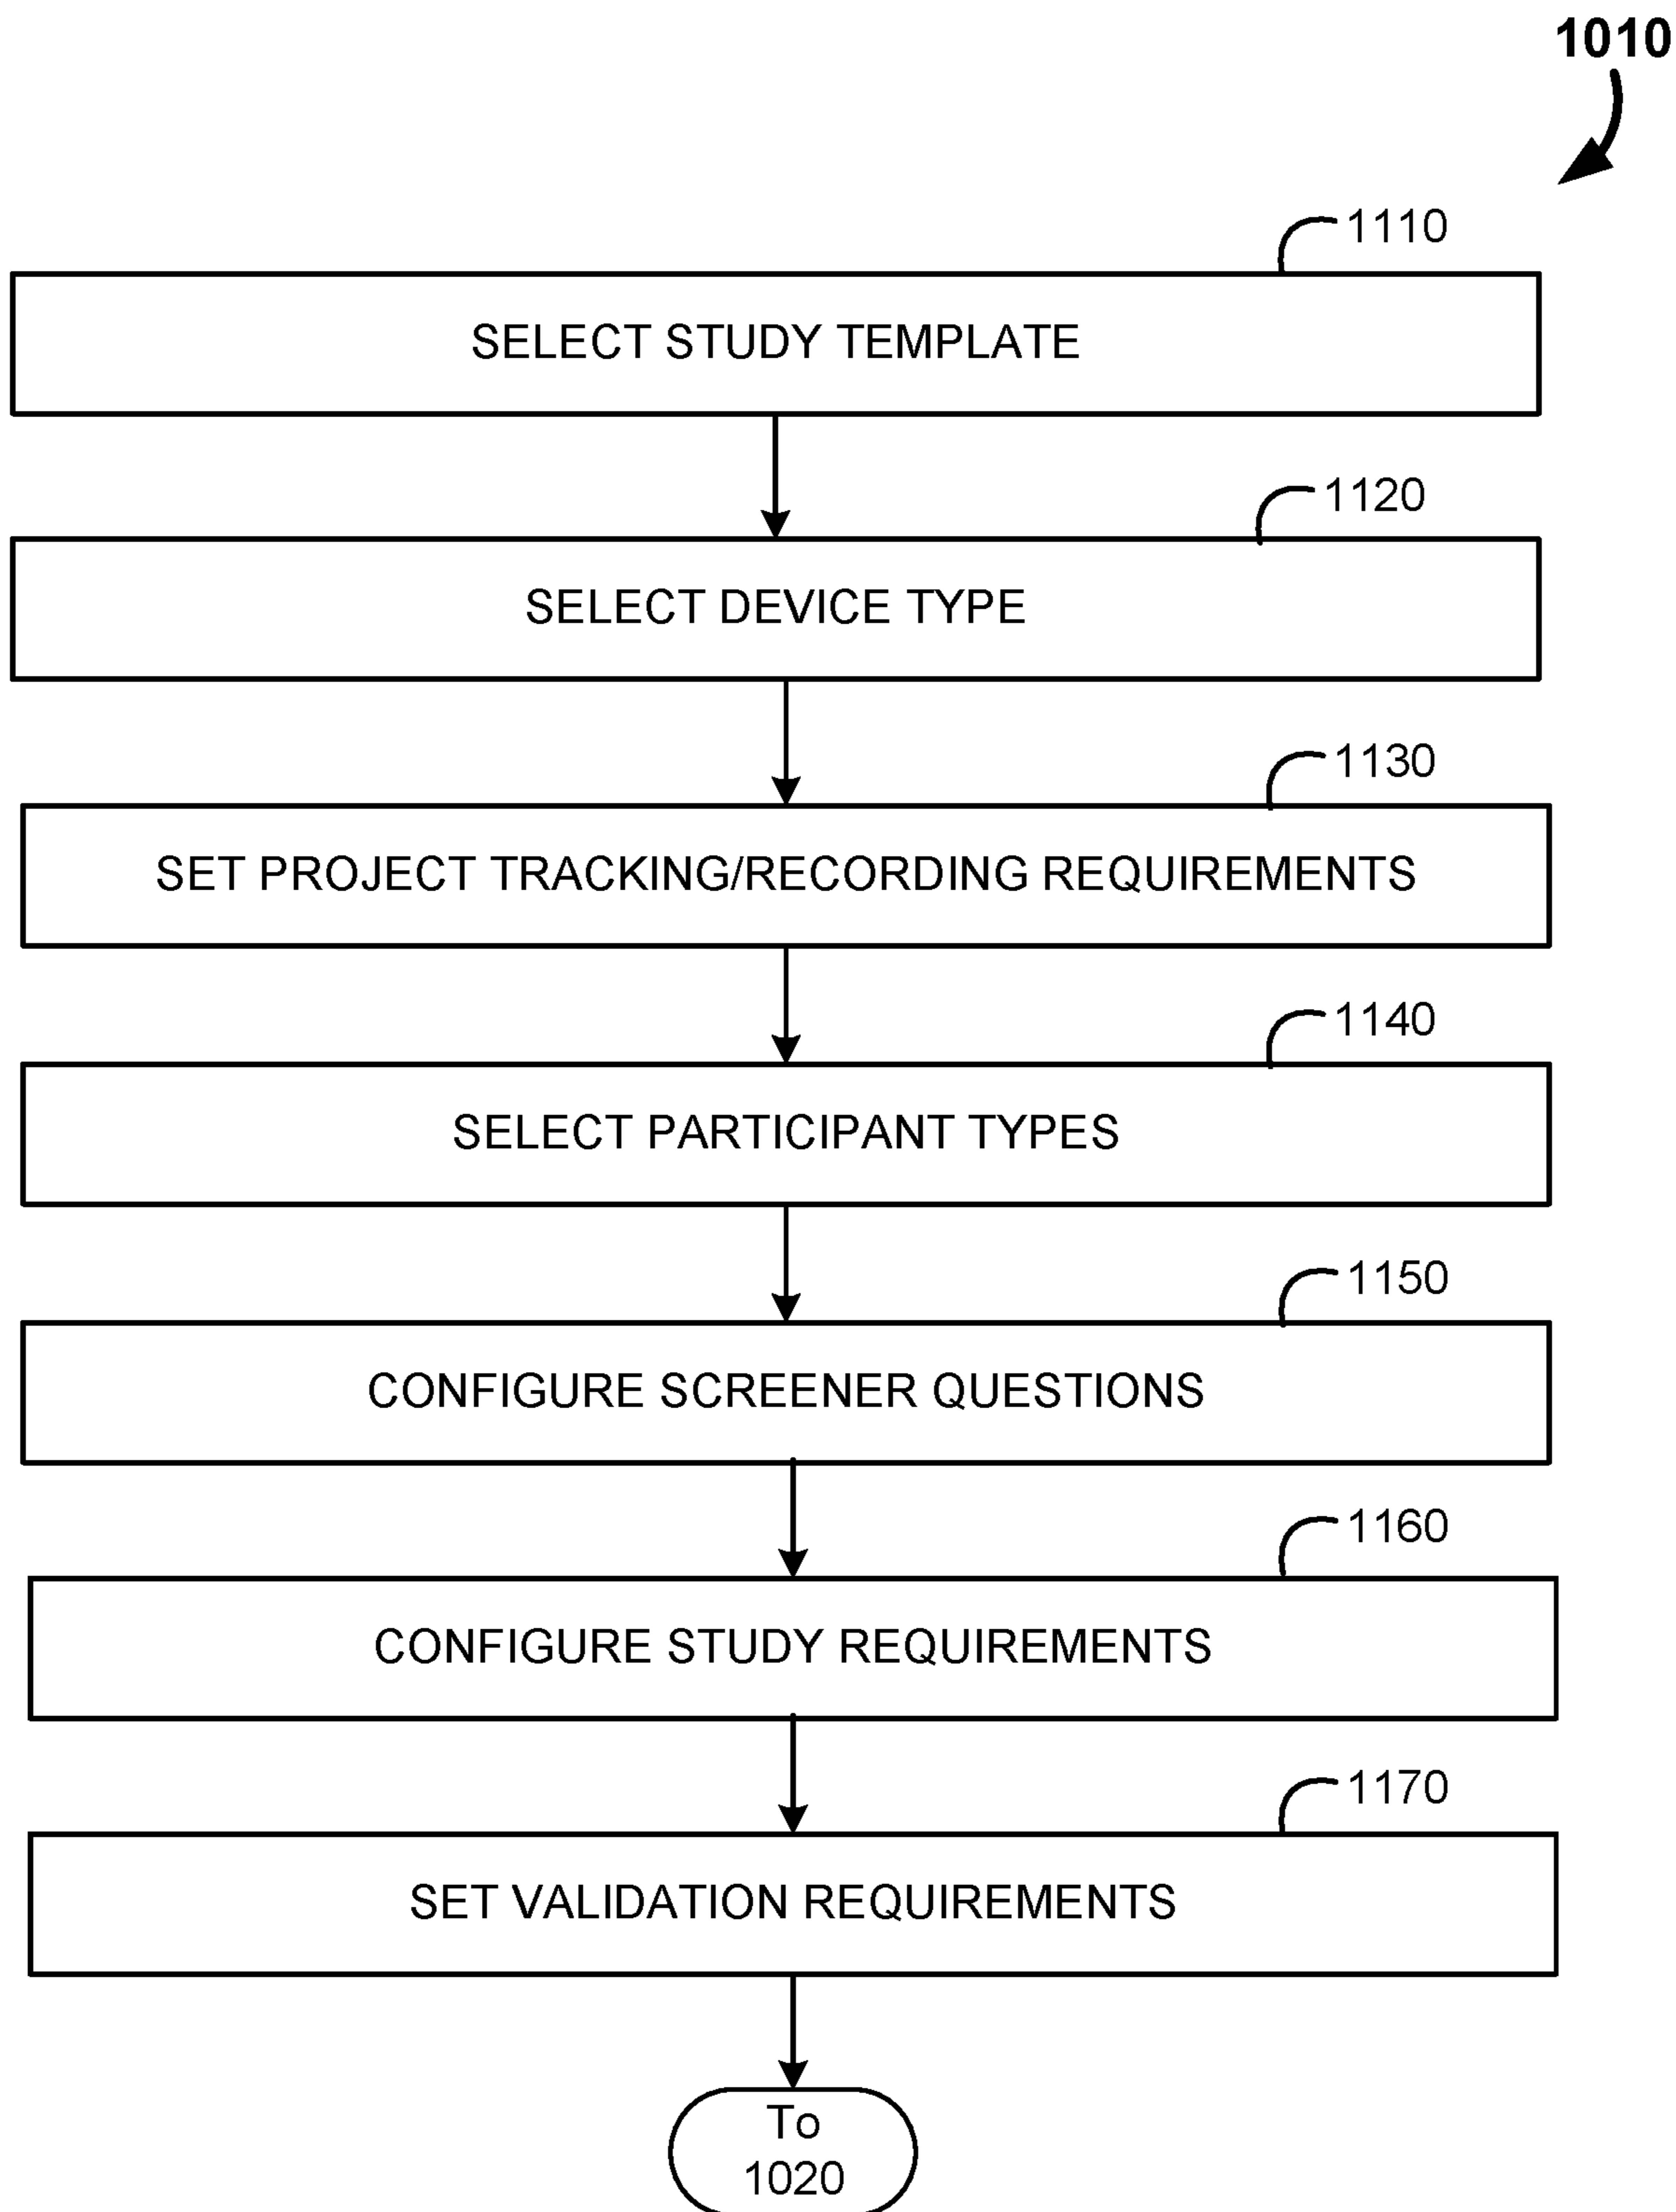 1010
1110
SELECT STUDY TEMPLATE
1120
SELECT DEVICE TYPE
1130
SET PROJECT TRACKING/RECORDING REQUIREMENTS
1140
SELECT PARTICIPANT TYPES
1150
CONFIGURE SCREENER QUESTIONS
1160
CONFIGURE STUDY REQUIREMENTS
1170
SET VALIDATION REQUIREMENTS
To
1020